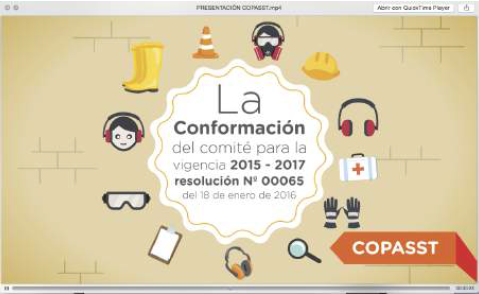 PRESENTACIÓN COPASST.mp4
Abrir con QuickTime Player
La
Conformación
del comité para la
vigencia 2015 - 2017
resolución Nº 00065
del 18 de enero de 2016
COPASST